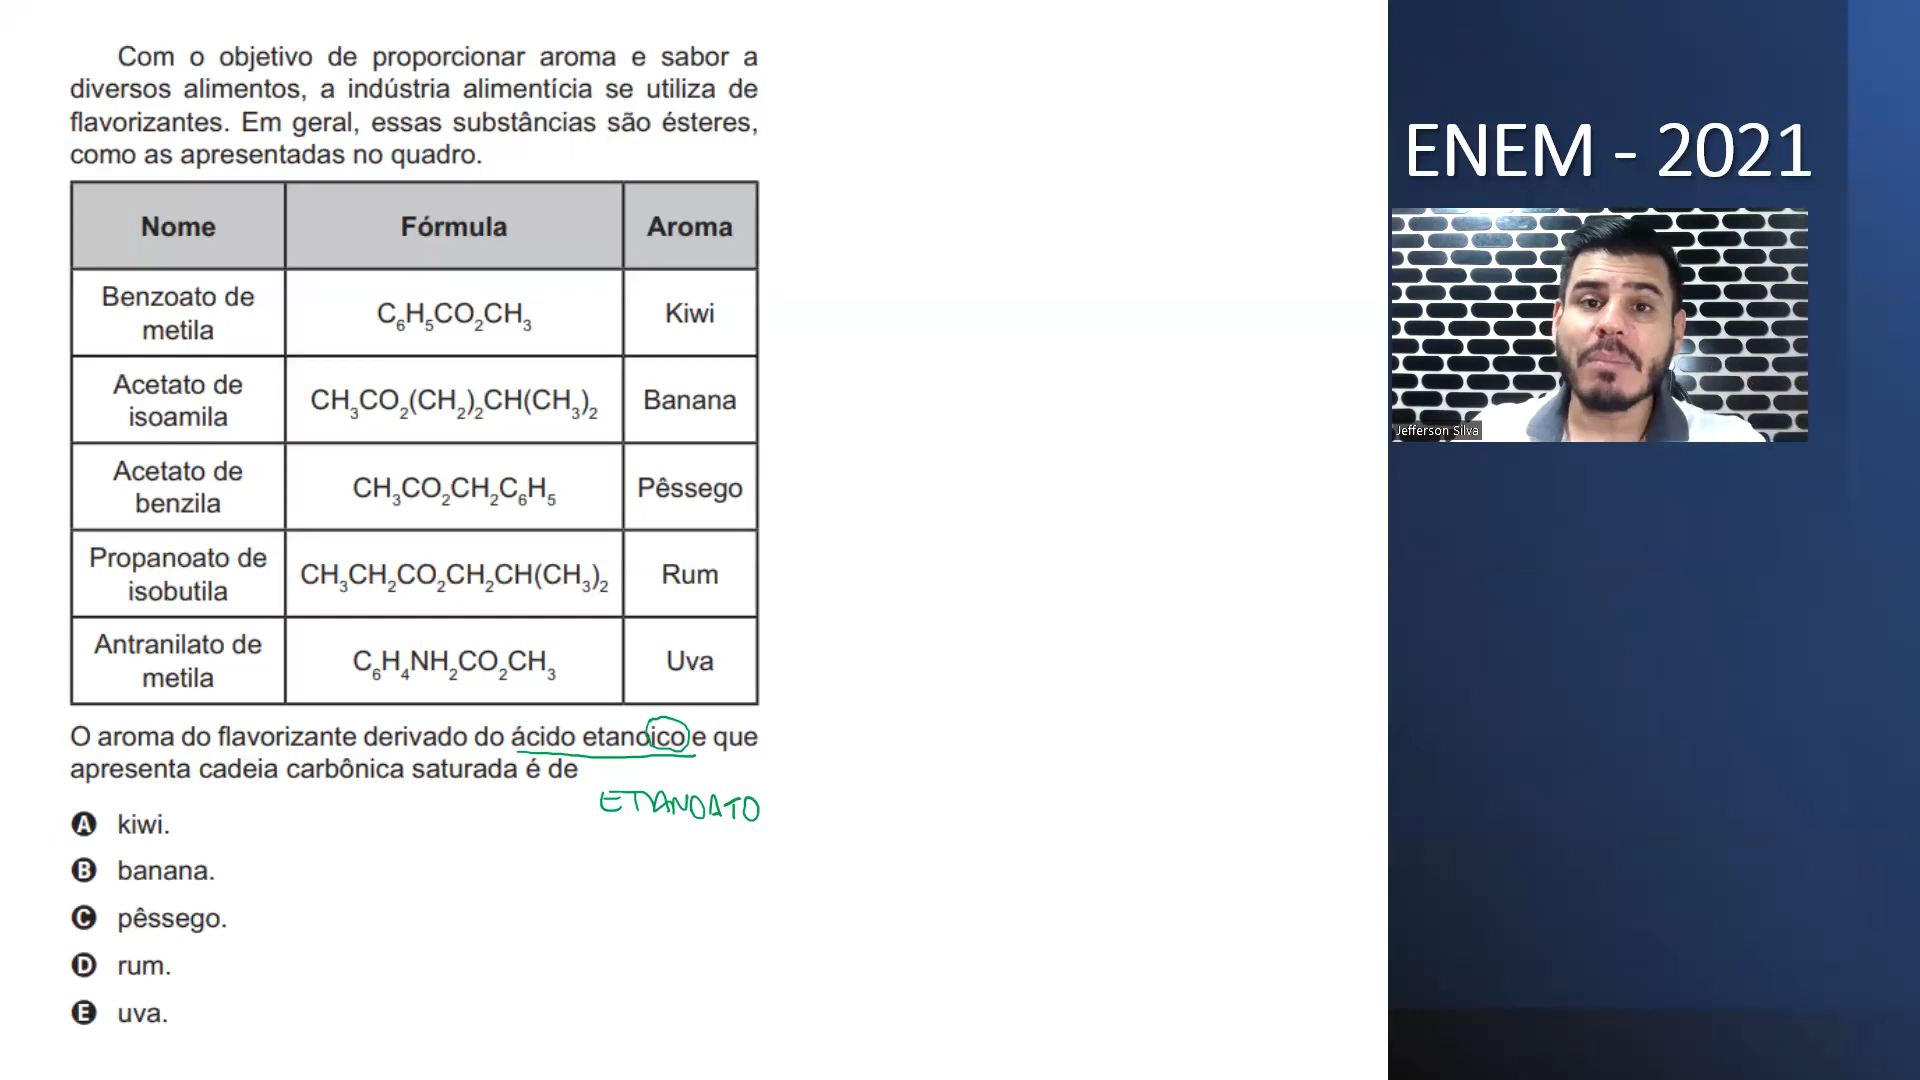 Com o objetivo de proporcionar aroma e sabor a
diversos alimentos, a indústria alimentícia se utiliza de
flavorizantes. Em geral, essas substâncias são ésteres,
como as apresentadas no quadro.
Nome Fórmula Aroma
Benzoato de
metila
C₆H₅CO₂CH₃
Kiwi
Acetato de
isoamila
CH₃CO₂(CH₂)₂CH(CH₃)₂
Banana
Acetato de
benzila
CH₃CO₂CH₂C₆H₅
Pêssego
Propanoato de
isobutila
CH₃CH₂CO₂CH₂CH(CH₃)₂
Rum
Antranilato de
metila
C₆H₄NH₂CO₂CH₃
Uva
O aroma do flavorizante derivado do ácido etanoico e que
apresenta cadeia carbônica saturada é de
ETANOATO
A kiwi.
B banana.
C pêssego.
D rum.
E uva.
ENEM - 2021
Jefferson Silva